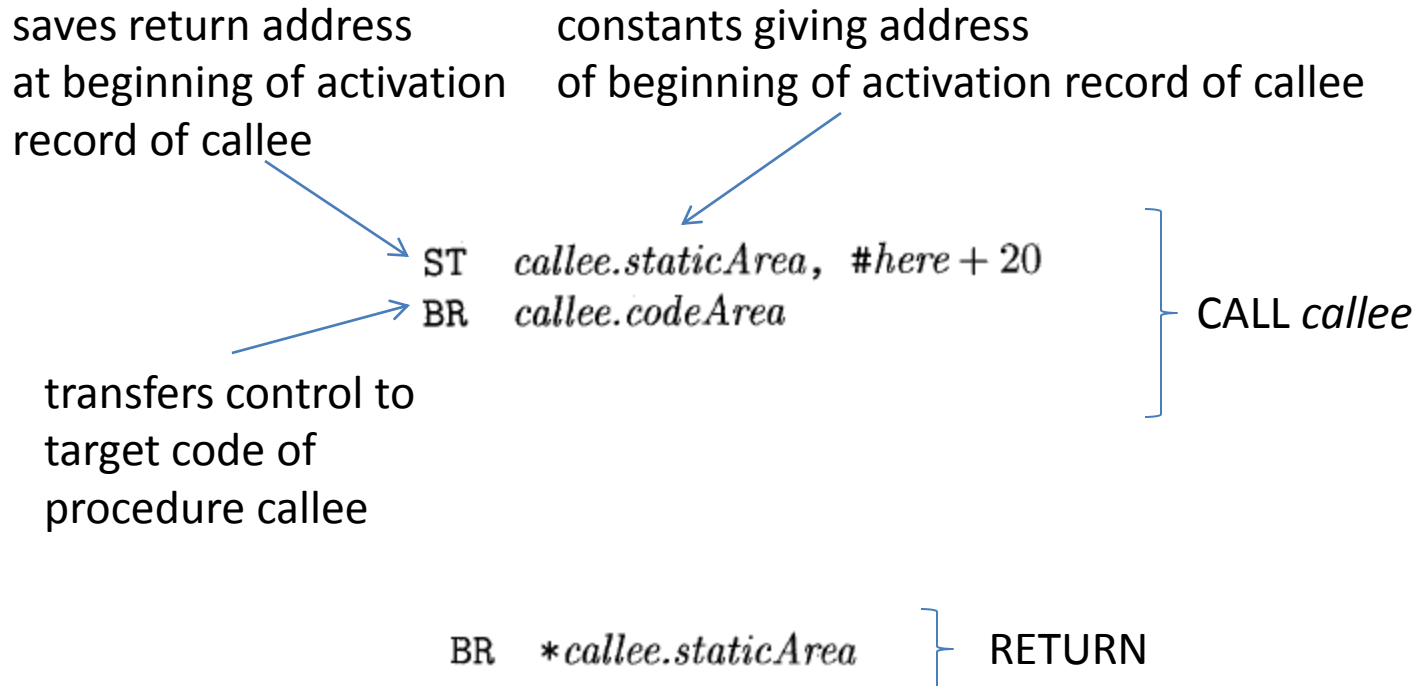 saves return address
at beginning of activation
record of callee
constants giving address
of beginning of activation record of callee
ST callee.staticArea, #here + 20
BR callee.codeArea
CALL callee
transfers control to
target code of
procedure callee
BR *callee.staticArea
RETURN